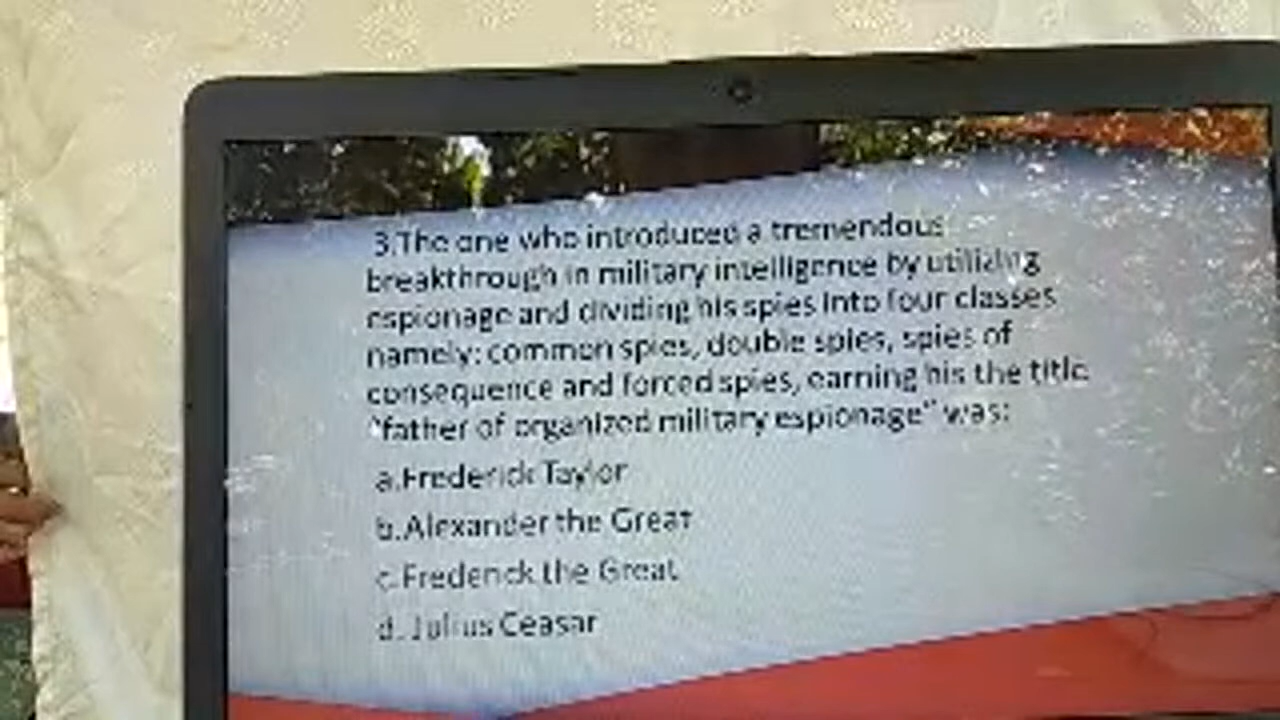 3.The one who introduced a tremendous
breakthrough in military intelligence by utilizing
espionage and dividing his spies into four classes
namely: common spies, double spies, spies of
consequence and forced spies, earning his the title
"father of organized military espionage" was:
a.Frederick Taylor
b.Alexander the Great
c.Frederick the Great
d. Julius Ceasar